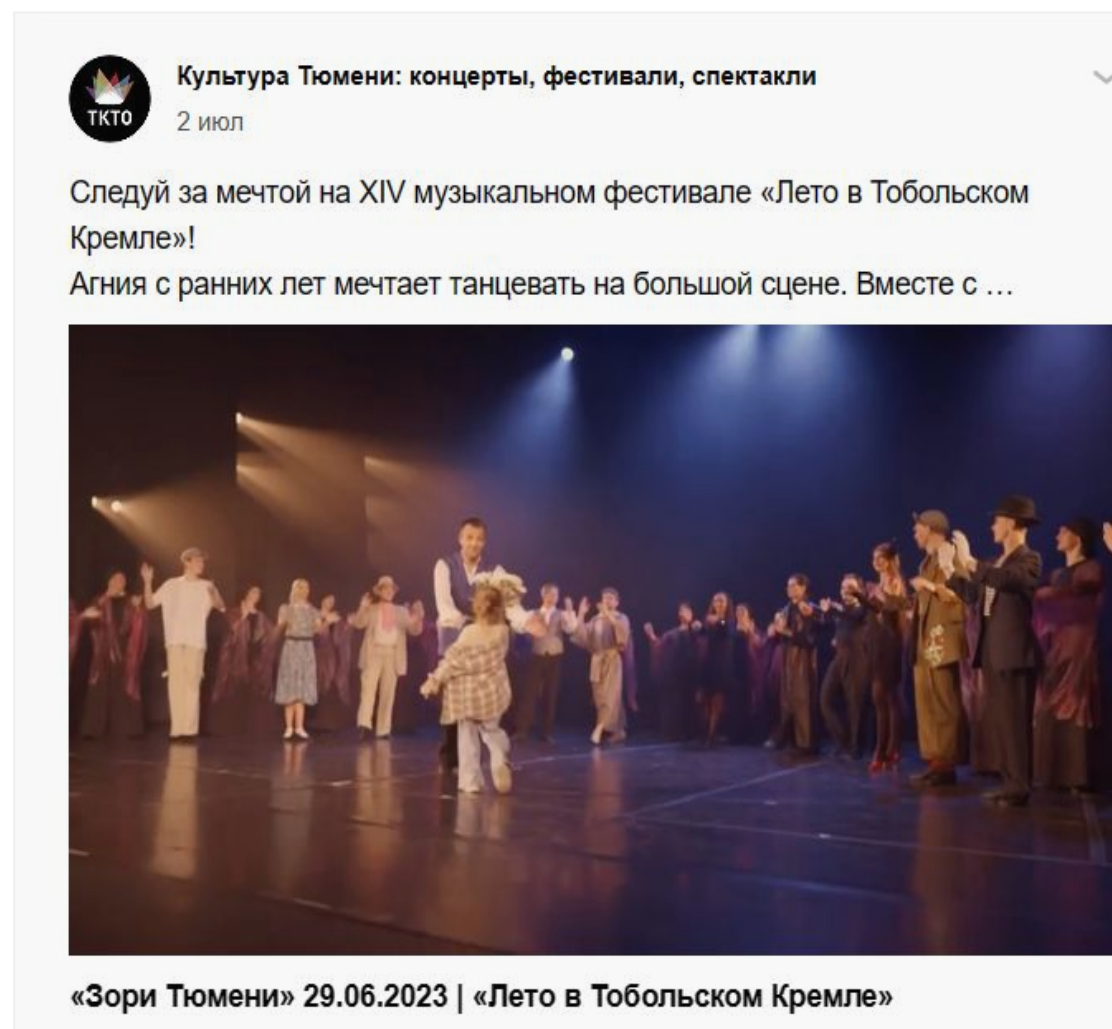 Культура Тюмени: концерты, фестивали, спектакли
ТКТО
2 июл
Следуй за мечтой на XIV музыкальном фестивале «Лето в Тобольском
Кремле»!
Агния с ранних лет мечтает танцевать на большой сцене. Вместе с …
«Зори Тюмени» 29.06.2023 | «Лето в Тобольском Кремле»